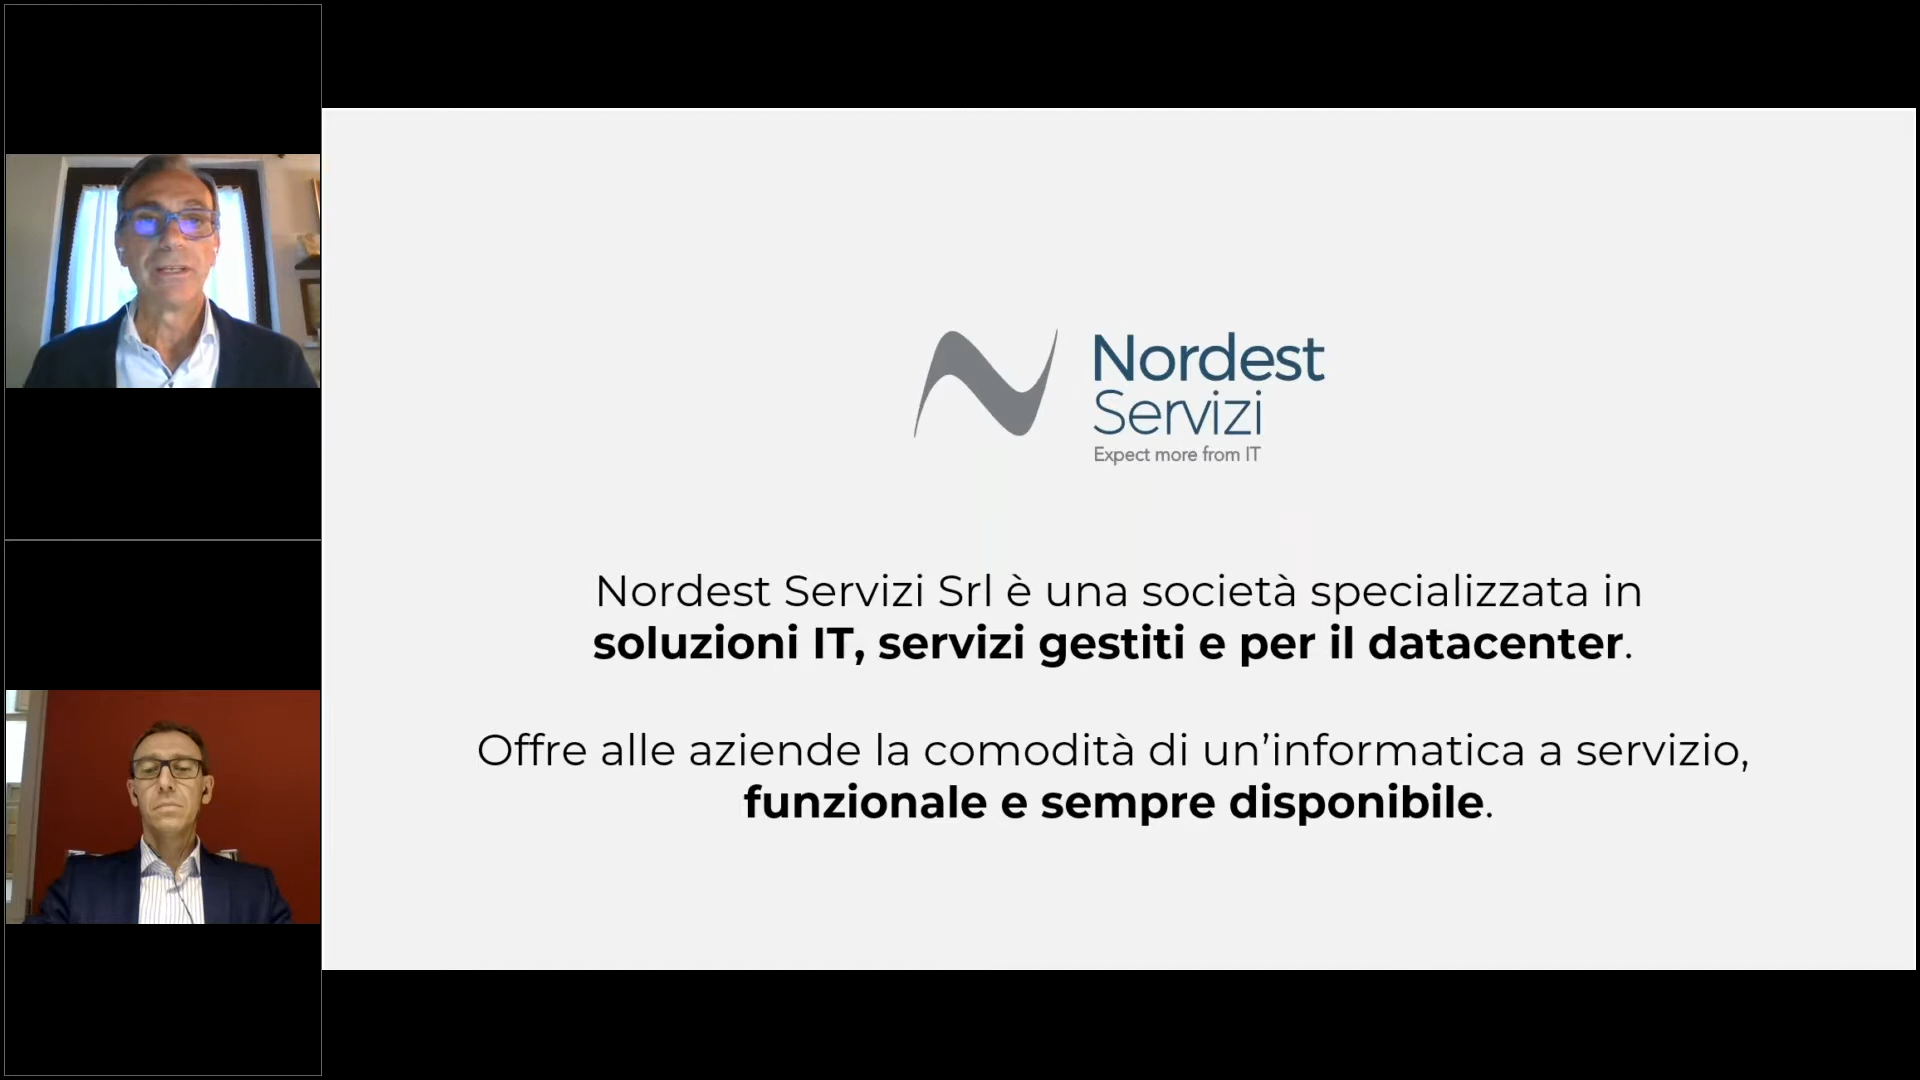 Nordest
Servizi
Expect more from IT
Nordest Servizi Srl è una società specializzata in
soluzioni IT, servizi gestiti e per il datacenter.
Offre alle aziende la comodità di un’informatica a servizio,
funzionale e sempre disponibile.